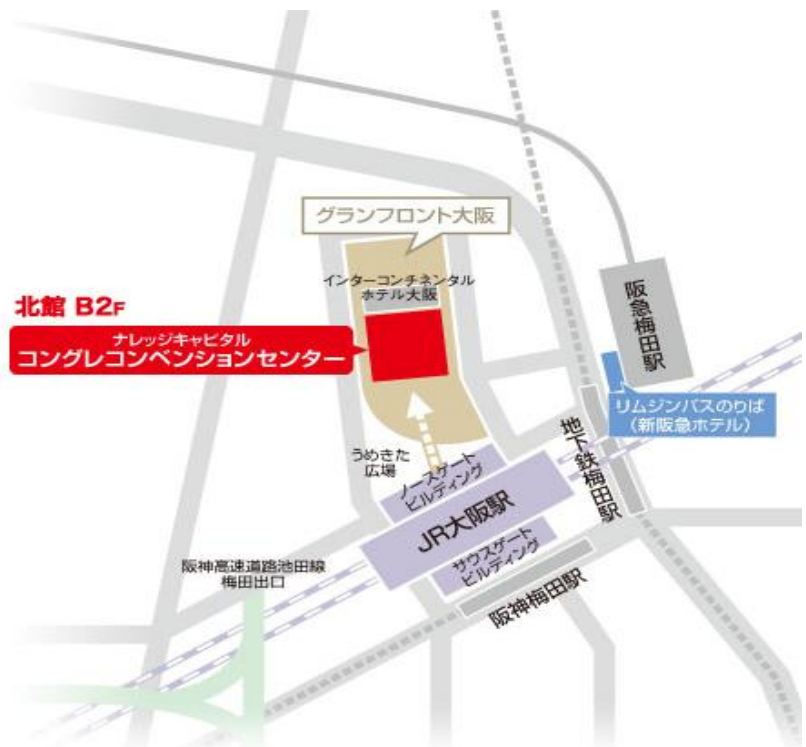 グランフロント大阪
インターコンチネンタル
ホテル大阪
北館 B2F
ナレッジキャピタル
コングレコンベンションセンター
阪急梅田駅
リムジンバスのりば
（新阪急ホテル）
地下鉄梅田駅
うめきた
広場
ノースゲート
ビルディング
JR大阪駅
サウスゲート
ビルディング
阪神梅田駅
阪神高速道路池田線
梅田出口